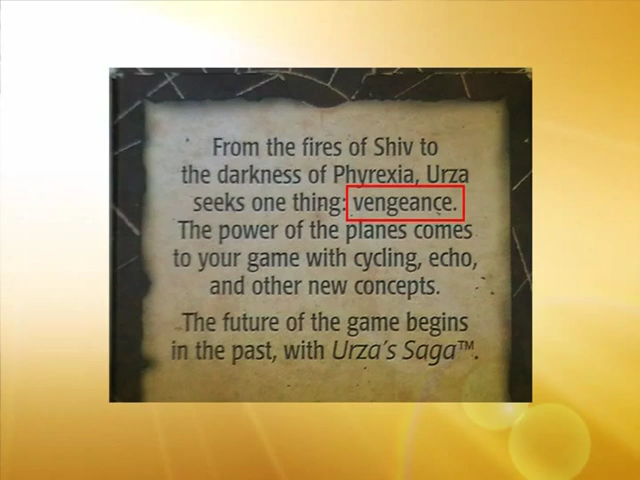 From the fires of Shiv to
the darkness of Phyrexia, Urza
seeks one thing: vengeance.
The power of the planes comes
to your game with cycling, echo,
and other new concepts.
The future of the game begins
in the past, with Urza's Saga™.